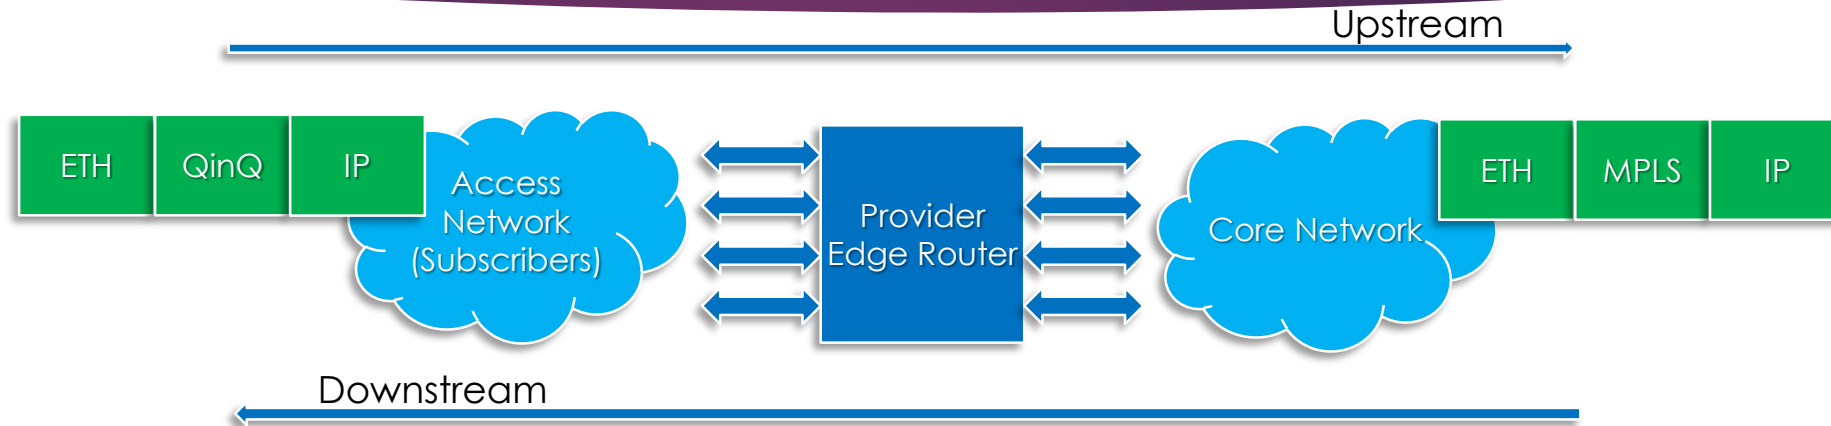 Upstream
ETH
QinQ
IP
Access
Network
(Subscribers)
Provider
Edge Router
Core Network
ETH
MPLS
IP
Downstream